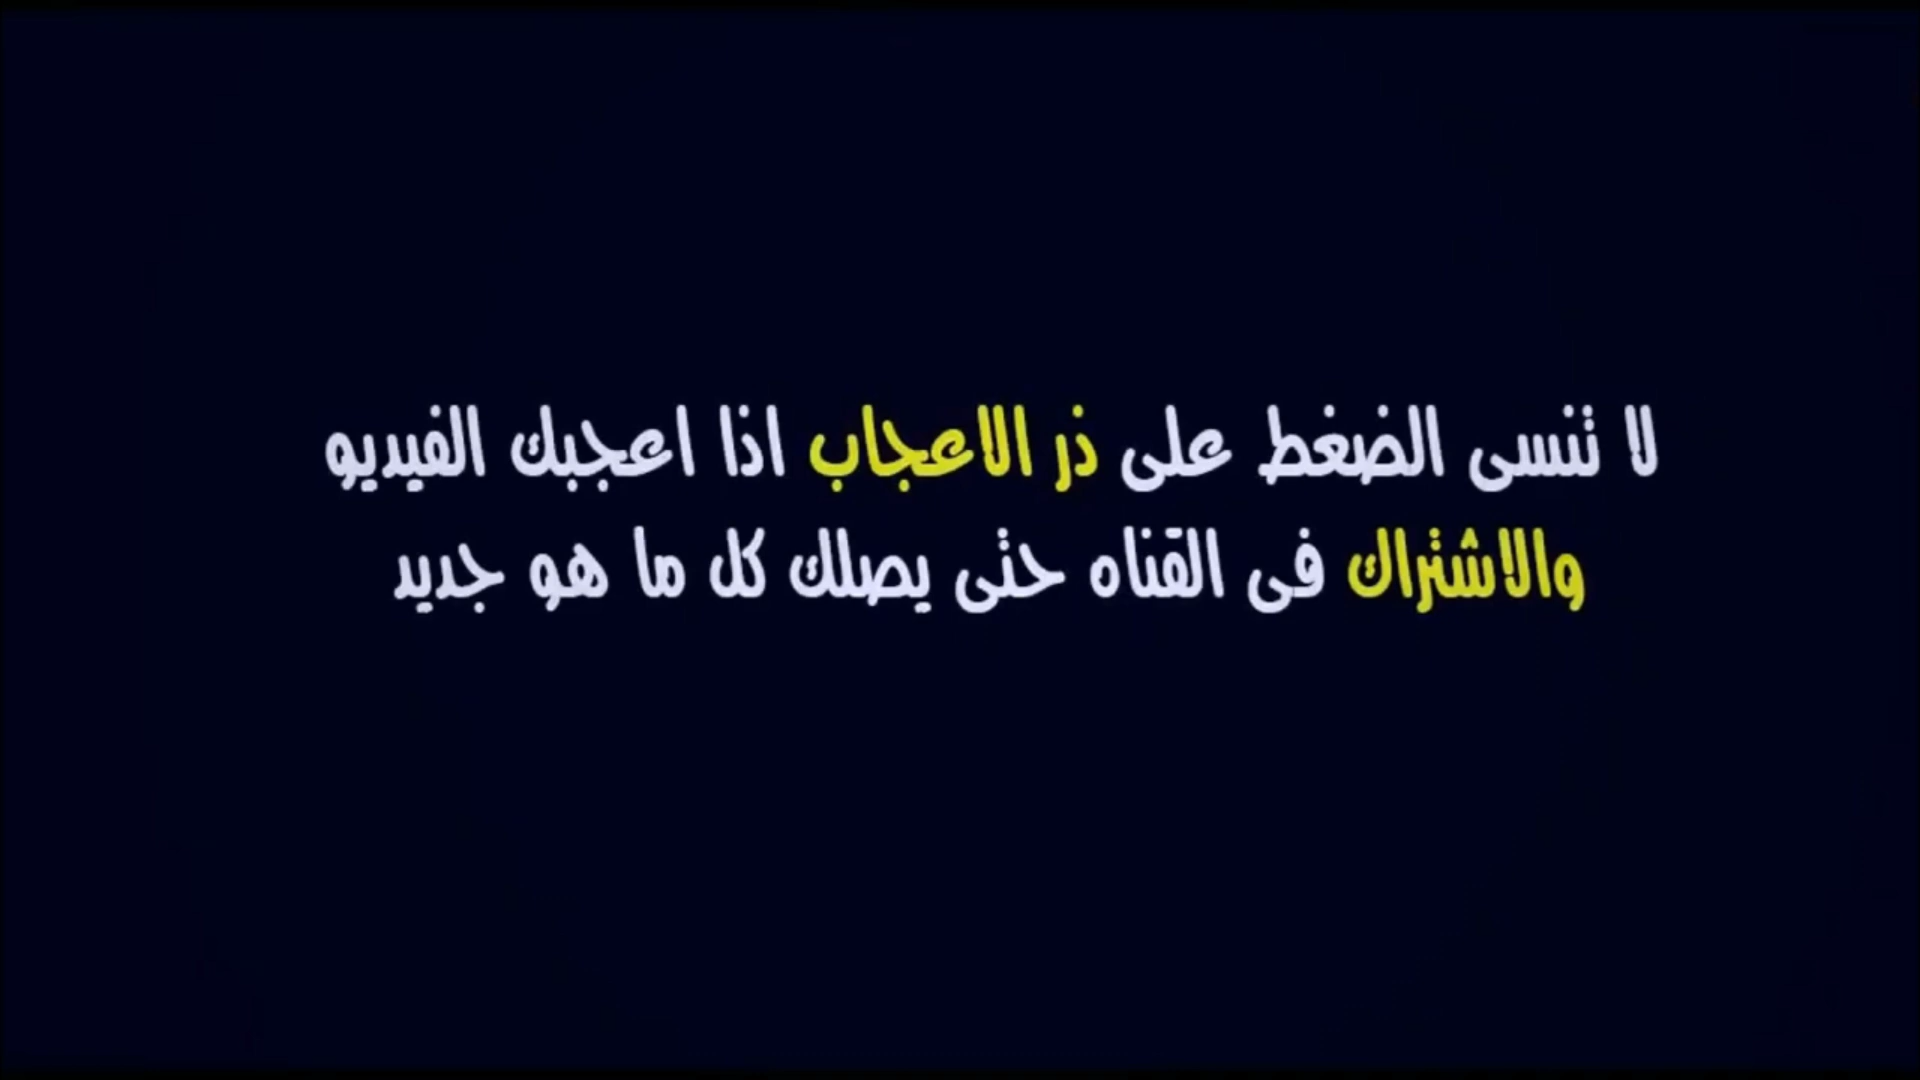 لا تنسى الضغط على ذر الاعجاب اذا اعجبك الفيديو
والاشتراك فى القناه حتى يصلك كل ما هو جديد